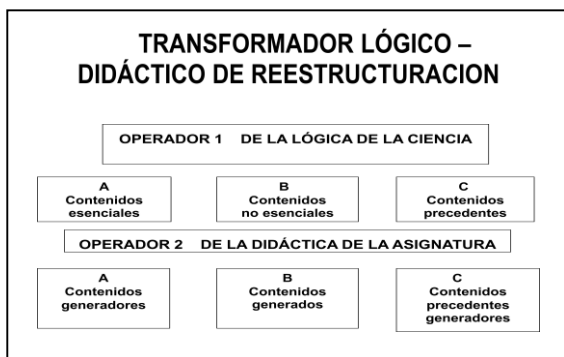 TRANSFORMADOR LÓGICO –
DIDÁCTICO DE REESTRUCTURACION
OPERADOR 1 DE LA LÓGICA DE LA CIENCIA
A
Contenidos
esenciales
B
Contenidos
no esenciales
C
Contenidos
precedentes
OPERADOR 2 DE LA DIDÁCTICA DE LA ASIGNATURA
A
Contenidos
generadores
B
Contenidos
generados
C
Contenidos
precedentes
generadores